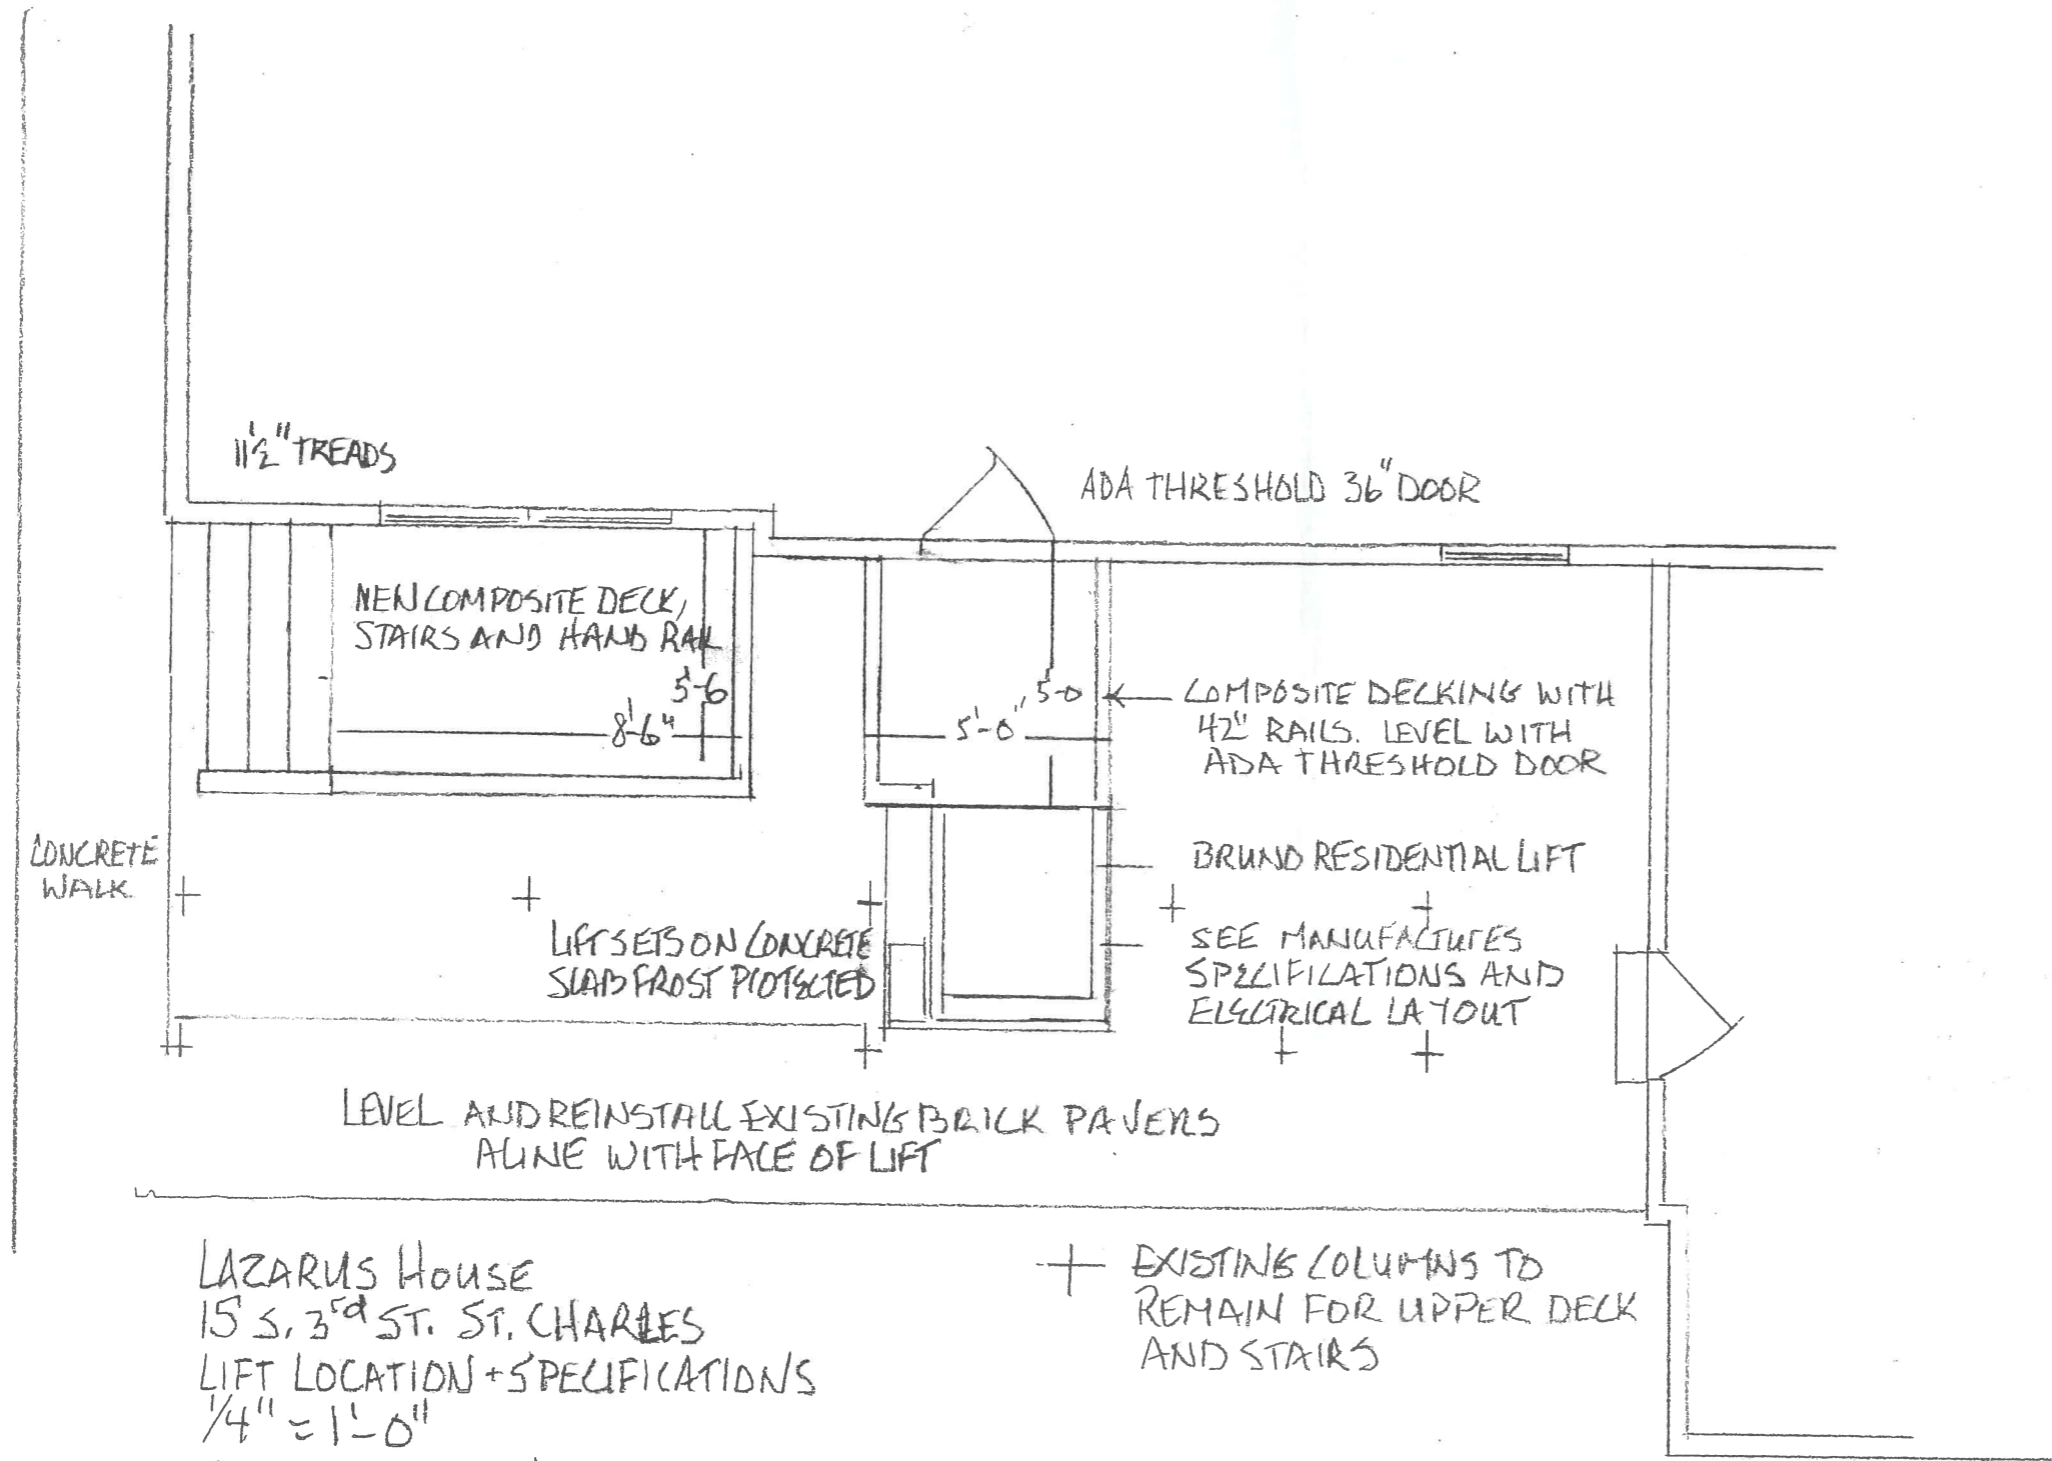 11½" TREADS
ADA THRESHOLD 36" DOOR
NEW COMPOSITE DECK,
STAIRS AND HAND RAIL
5'-6
8'-6"
5'-0"
5'-0
COMPOSITE DECKING WITH
42" RAILS. LEVEL WITH
ADA THRESHOLD DOOR
CONCRETE
WALK
BRUNO RESIDENTIAL LIFT
LIFT SETS ON CONCRETE
SLAB FROST PROTECTED
SEE MANUFACTURES
SPECIFICATIONS AND
ELECTRICAL LAYOUT
LEVEL AND REINSTALL EXISTING BRICK PAVERS
ALINE WITH FACE OF LIFT
LAZARUS HOUSE
15 S. 3rd ST. ST. CHARLES
LIFT LOCATION + SPECIFICATIONS
1/4" = 1'-0"
EXISTING COLUMNS TO
REMAIN FOR UPPER DECK
AND STAIRS